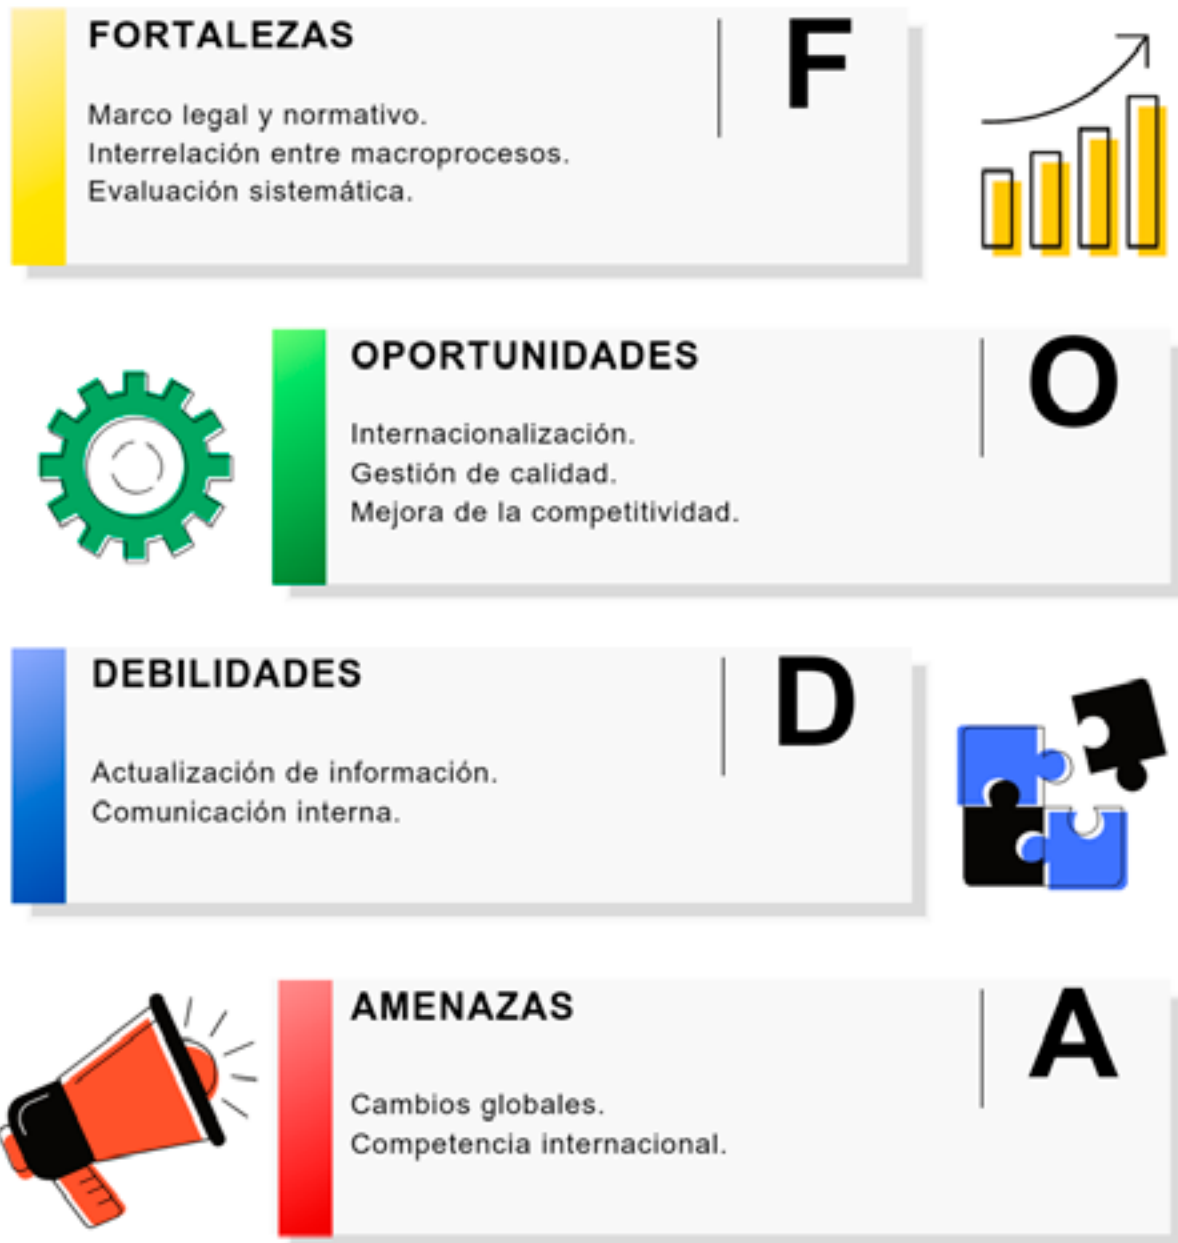 FORTALEZAS
F
Marco legal y normativo.
Interrelación entre macroprocesos.
Evaluación sistemática.
OPORTUNIDADES
O
Internacionalización.
Gestión de calidad.
Mejora de la competitividad.
DEBILIDADES
D
Actualización de información.
Comunicación interna.
AMENAZAS
A
Cambios globales.
Competencia internacional.